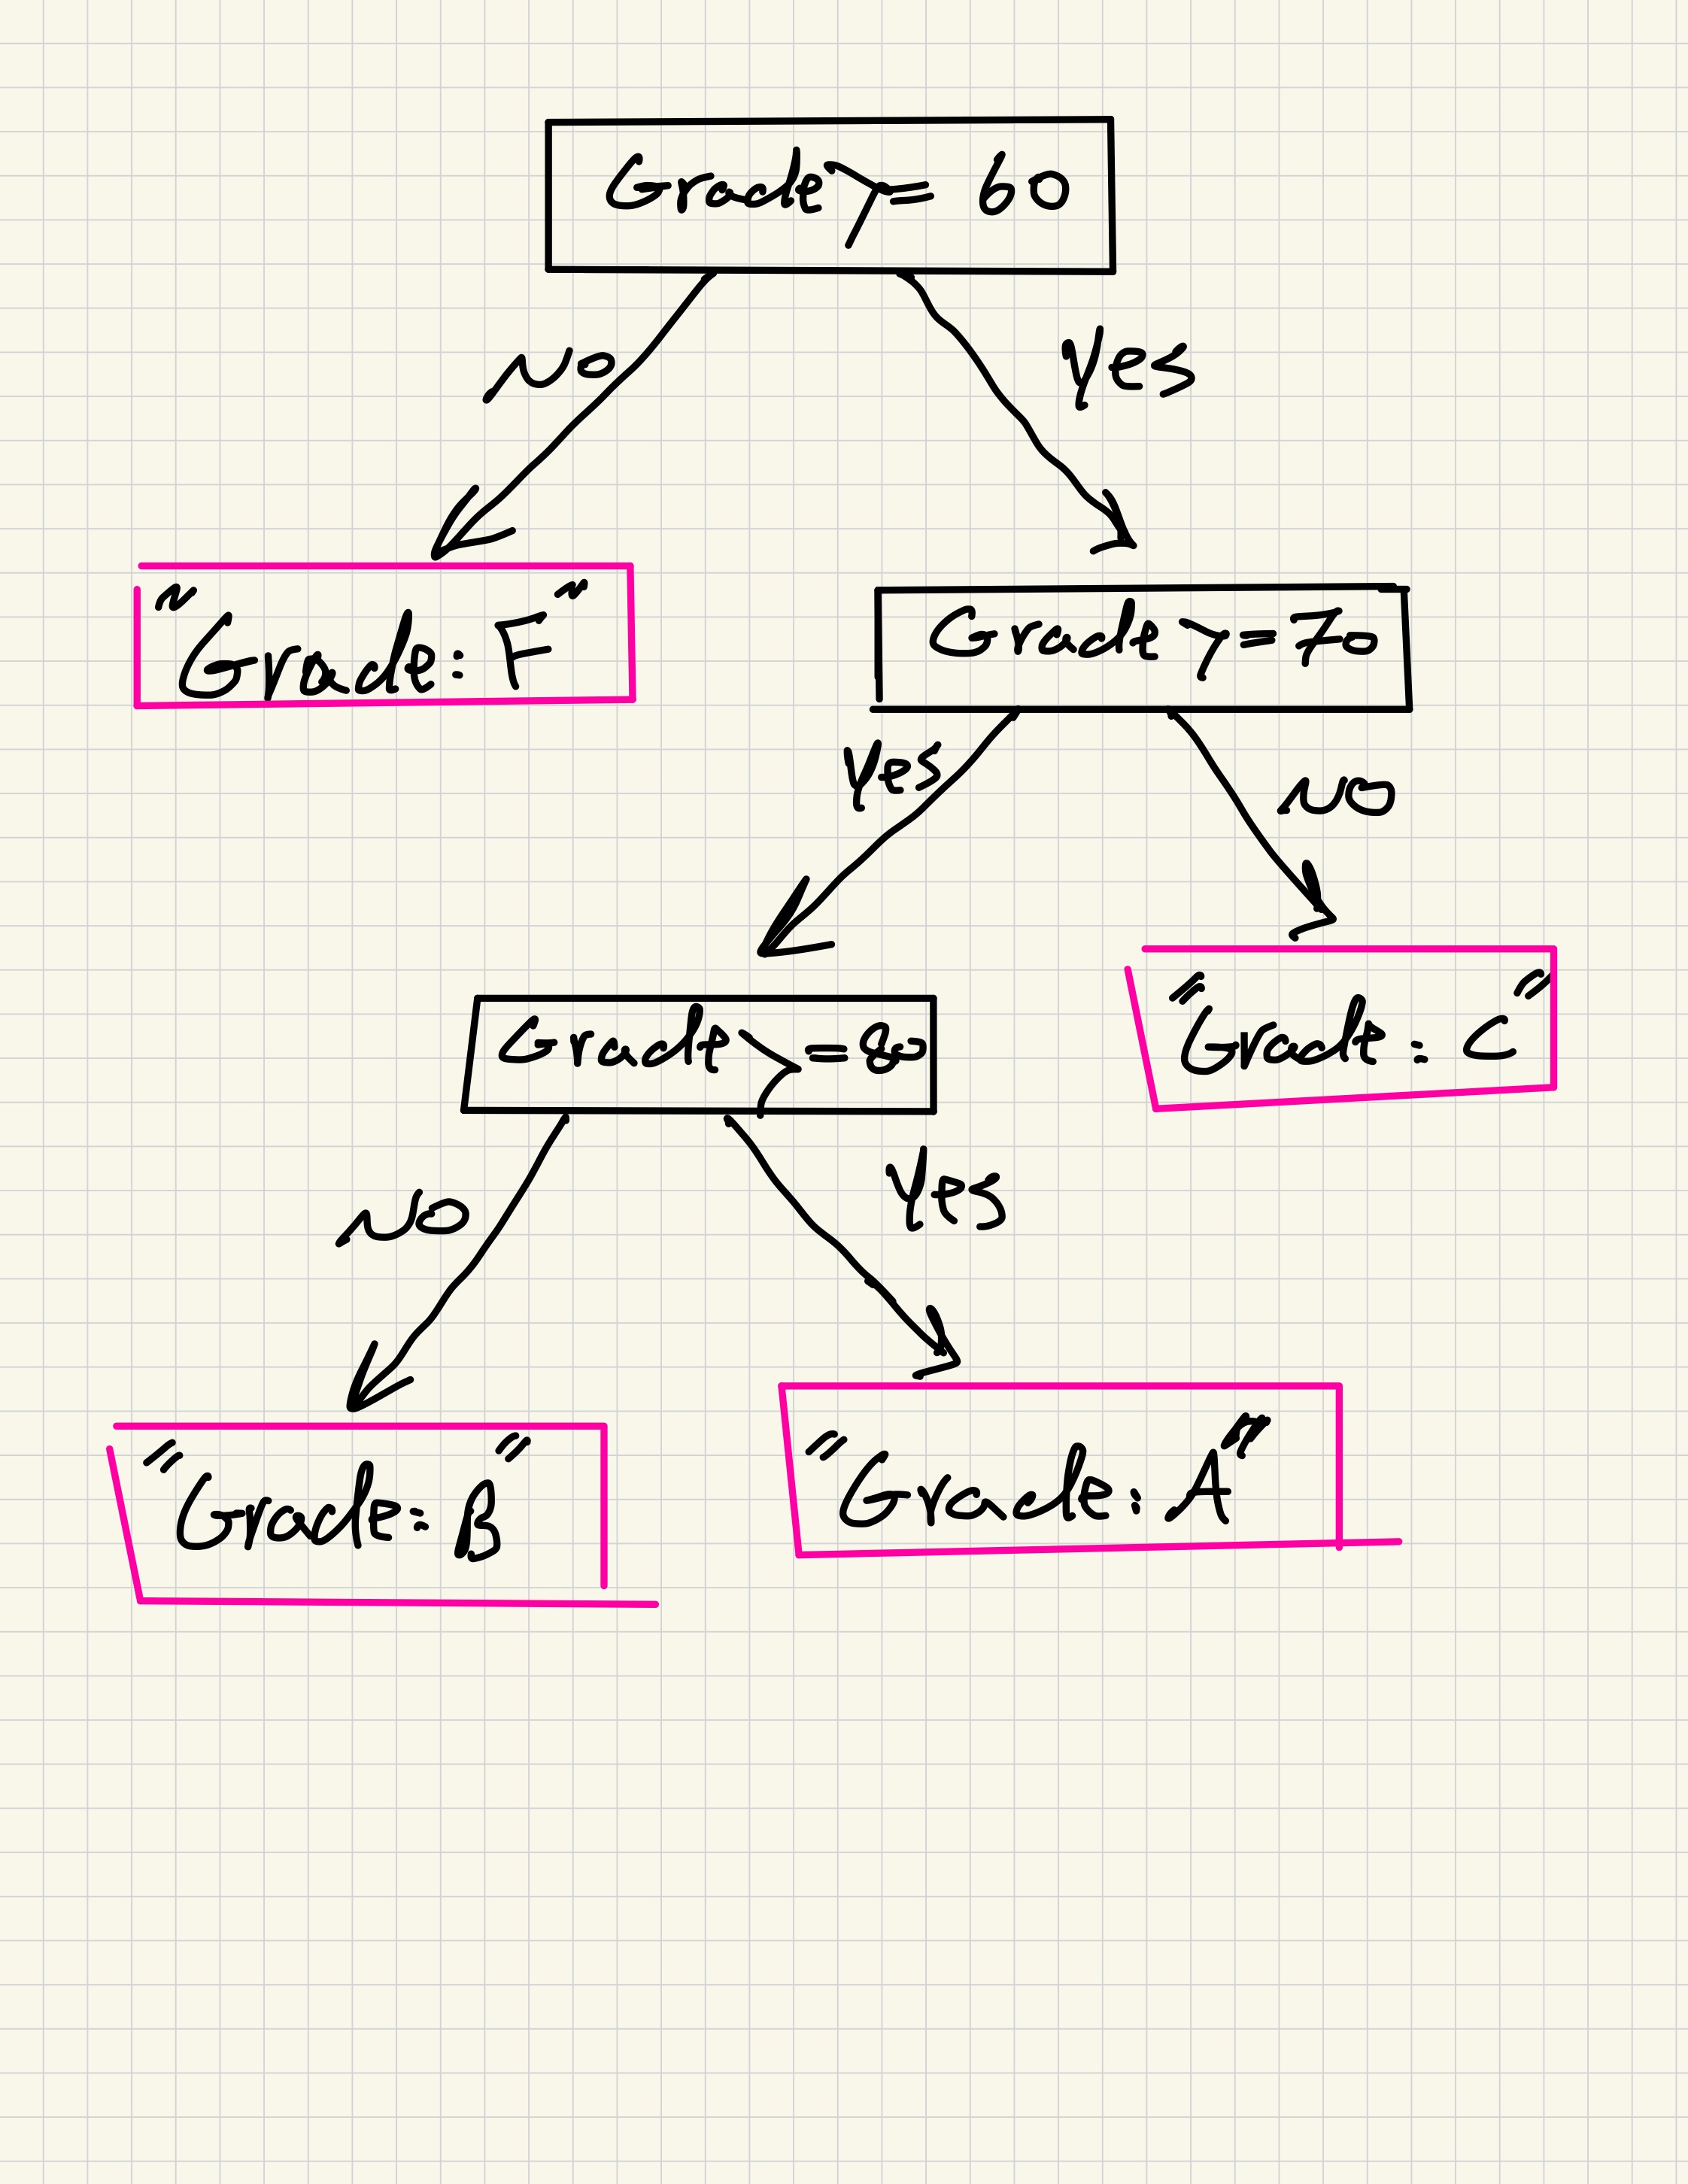 Grade >= 60
No
Yes
"Grade: F"
Grade >= 70
Yes
No
Grade >= 80
"Grade: C"
No
Yes
"Grade: B"
"Grade: A"